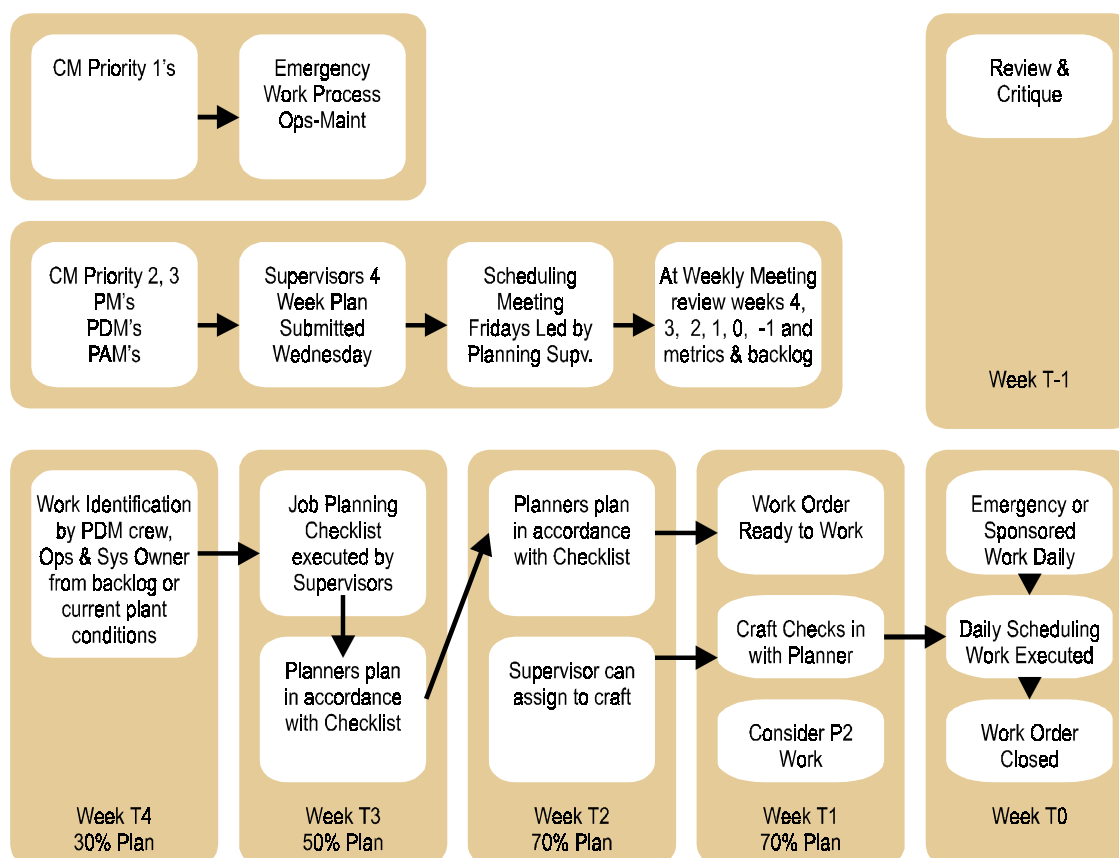 CM Priority 1's
Emergency
Work Process
Ops-Maint
Review &
Critique
Week T-1
CM Priority 2, 3
PM's
PDM's
PAM's
Supervisors 4
Week Plan
Submitted
Wednesday
Scheduling
Meeting
Fridays Led by
Planning Supv.
At Weekly Meeting
review weeks 4,
3, 2, 1, 0, -1 and
metrics & backlog
Work Identification
by PDM crew,
Ops & Sys Owner
from backlog or
current plant
conditions
Week T4
30% Plan
Job Planning
Checklist
executed by
Supervisors
Planners plan
in accordance
with Checklist
Week T3
50% Plan
Planners plan
in accordance
with Checklist
Supervisor can
assign to craft
Week T2
70% Plan
Work Order
Ready to Work
Craft Checks in
with Planner
Consider P2
Work
Week T1
70% Plan
Emergency or
Sponsored
Work Daily
Daily Scheduling
Work Executed
Work Order
Closed
Week T0